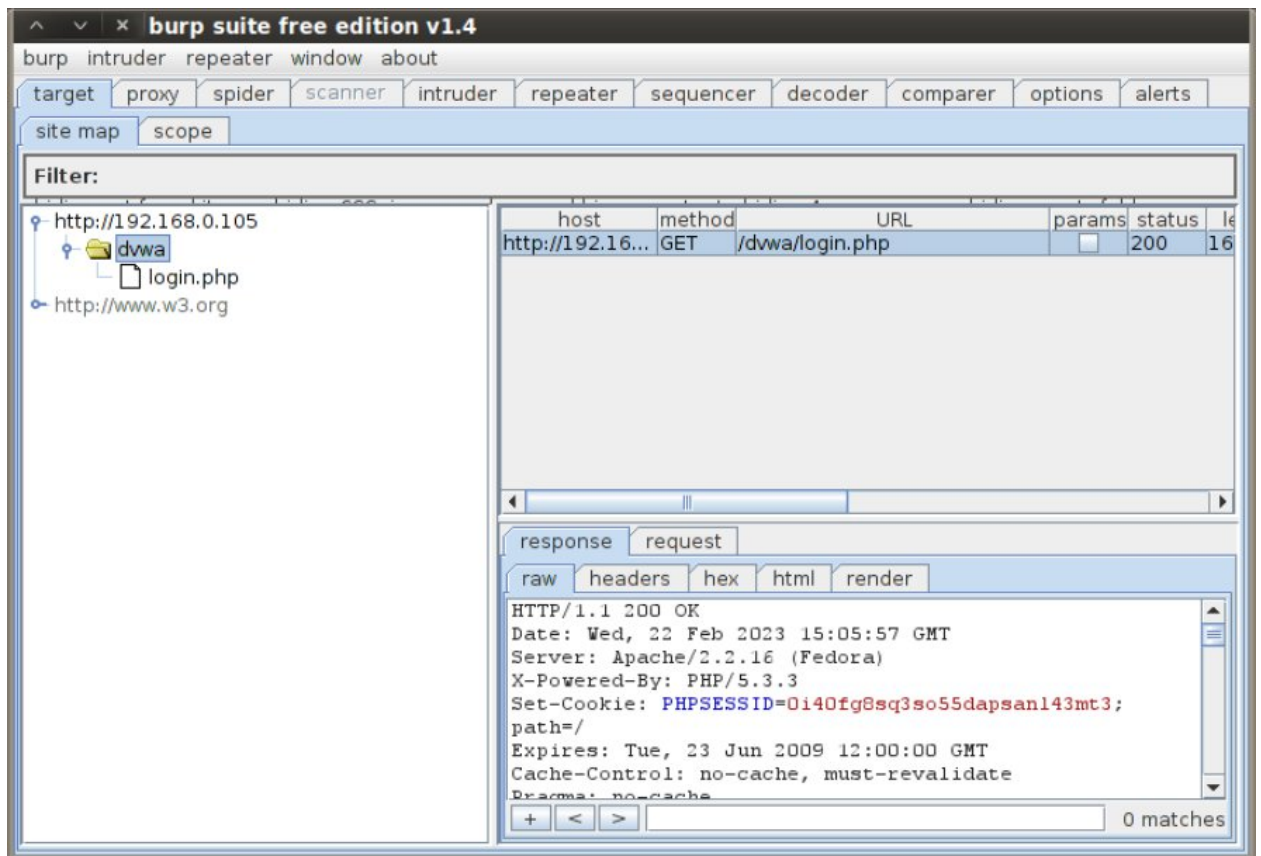 burp suite free edition v1.4
burp intruder repeater window about
target proxy spider scanner intruder repeater sequencer decoder comparer options alerts
site map scope
Filter:
http://192.168.0.105
dvwa
login.php
http://www.w3.org
host method URL params status le
http://192.16... GET /dvwa/login.php 200 16
response request
raw headers hex html render
HTTP/1.1 200 OK
Date: Wed, 22 Feb 2023 15:05:57 GMT
Server: Apache/2.2.16 (Fedora)
X-Powered-By: PHP/5.3.3
Set-Cookie: PHPSESSID=0i40fg8sq3so55dapsanl43mt3;
path=/
Expires: Tue, 23 Jun 2009 12:00:00 GMT
Cache-Control: no-cache, must-revalidate
Pragma: no-cache
+ < > 0 matches